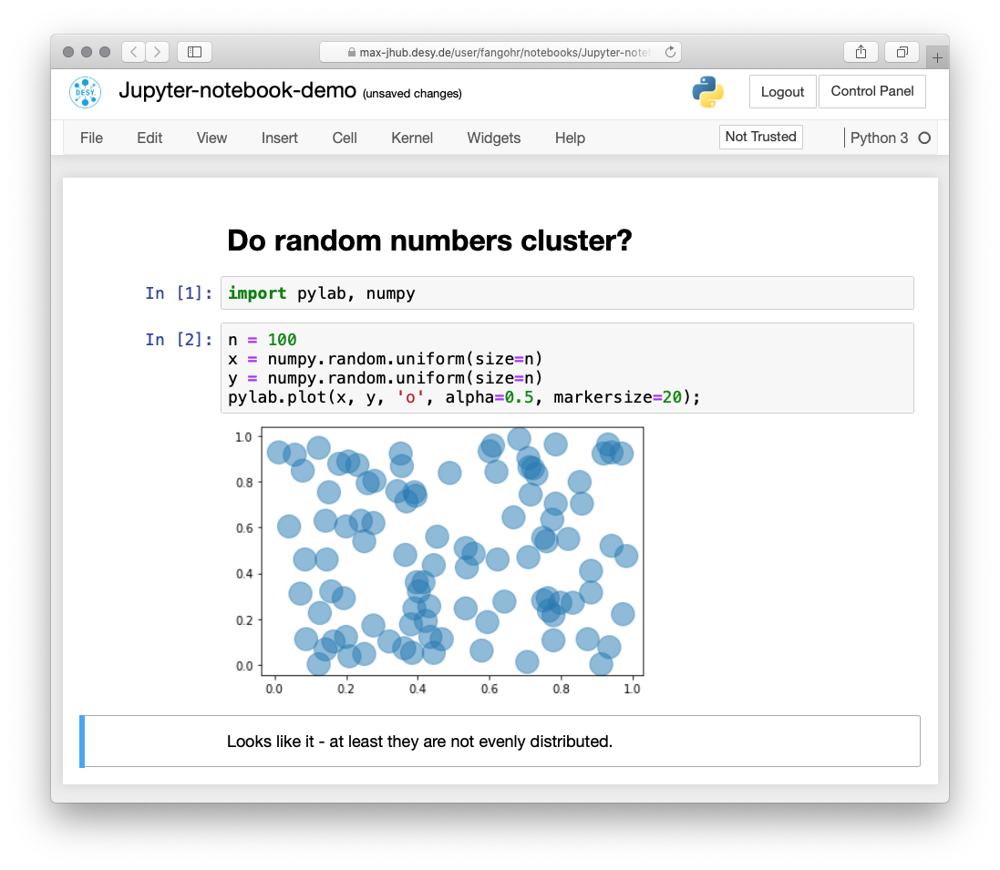 max-jhub.desy.de/user/fangohr/notebooks/Jupyter-note
DESY
Jupyter-notebook-demo (unsaved changes)
Logout
Control Panel
File Edit View Insert Cell Kernel Widgets Help
Not Trusted
Python 3
Do random numbers cluster?
In [1]: import pylab, numpy
In [2]: n = 100
x = numpy.random.uniform(size=n)
y = numpy.random.uniform(size=n)
pylab.plot(x, y, 'o', alpha=0.5, markersize=20);
1.0
0.8
0.6
0.4
0.2
0.0
0.0 0.2 0.4 0.6 0.8 1.0
Looks like it - at least they are not evenly distributed.